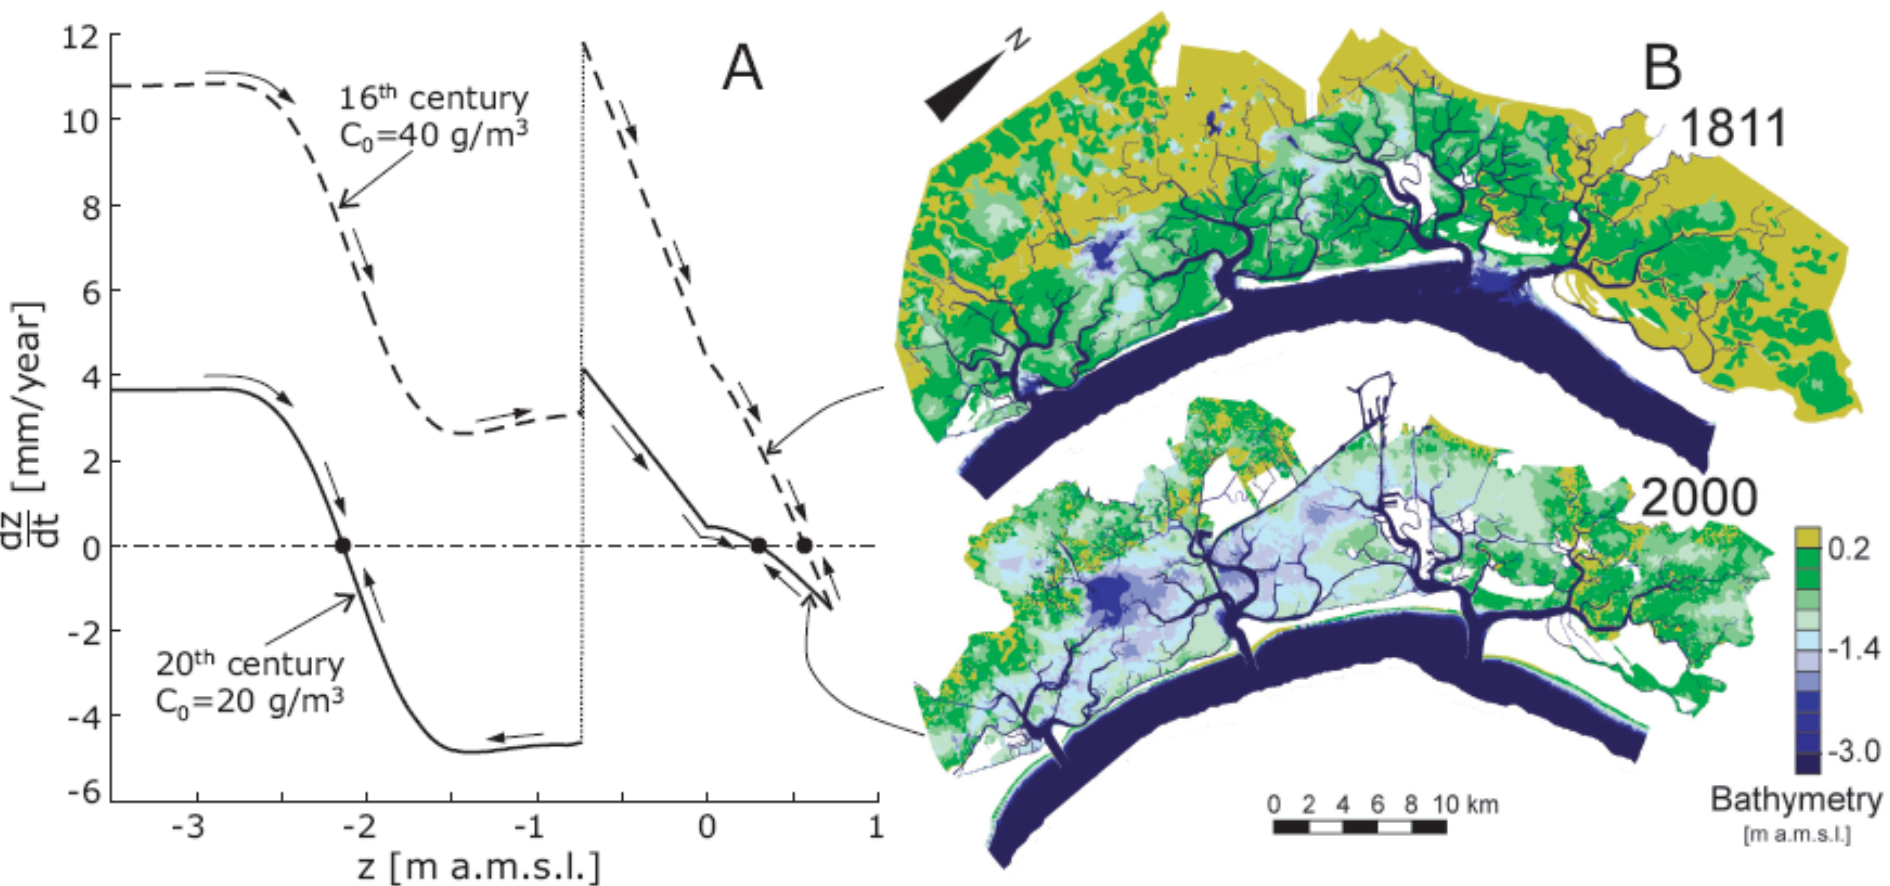 A
12
10
8
6
4
2
0
-2
-4
-6
dz
dt [mm/year]
16th century
C₀=40 g/m³
20th century
C₀=20 g/m³
-3 -2 -1 0 1
z [m a.m.s.l.]
N
B
1811
2000
0.2
-1.4
-3.0
Bathymetry
[m a.m.s.l.]
0 2 4 6 8 10 km